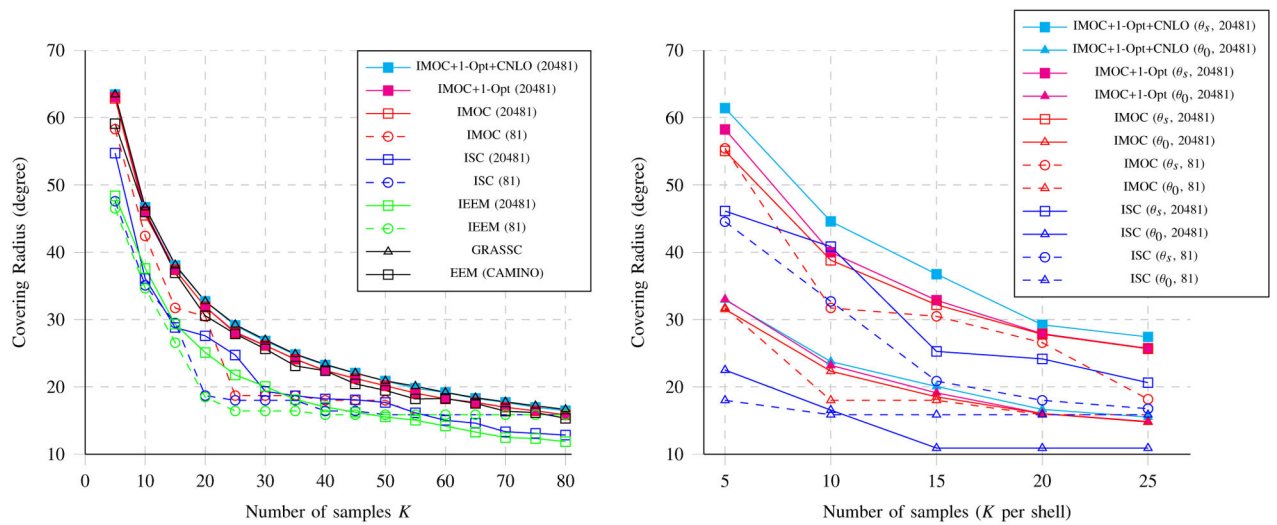 70
60
50
40
30
20
10
0
10
20
30
40
50
60
70
80
Covering Radius (degree)
Number of samples K
IMOC+1-Opt+CNLO (20481)
IMOC+1-Opt (20481)
IMOC (20481)
IMOC (81)
ISC (20481)
ISC (81)
IEEM (20481)
IEEM (81)
GRASSC
EEM (CAMINO)
70
60
50
40
30
20
10
5
10
15
20
25
Covering Radius (degree)
Number of samples (K per shell)
IMOC+1-Opt+CNLO (θs, 20481)
IMOC+1-Opt+CNLO (θ0, 20481)
IMOC+1-Opt (θs, 20481)
IMOC+1-Opt (θ0, 20481)
IMOC (θs, 20481)
IMOC (θ0, 20481)
IMOC (θs, 81)
IMOC (θ0, 81)
ISC (θs, 20481)
ISC (θ0, 20481)
ISC (θs, 81)
ISC (θ0, 81)